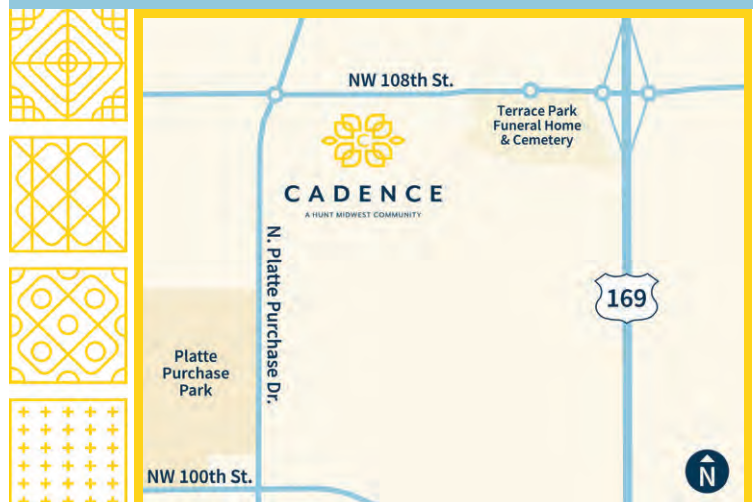 NW 108th St.
Terrace Park
Funeral Home
& Cemetery
CADENCE
A HUNT MIDWEST COMMUNITY
N. Platte Purchase Dr.
169
Platte
Purchase
Park
NW 100th St.
N